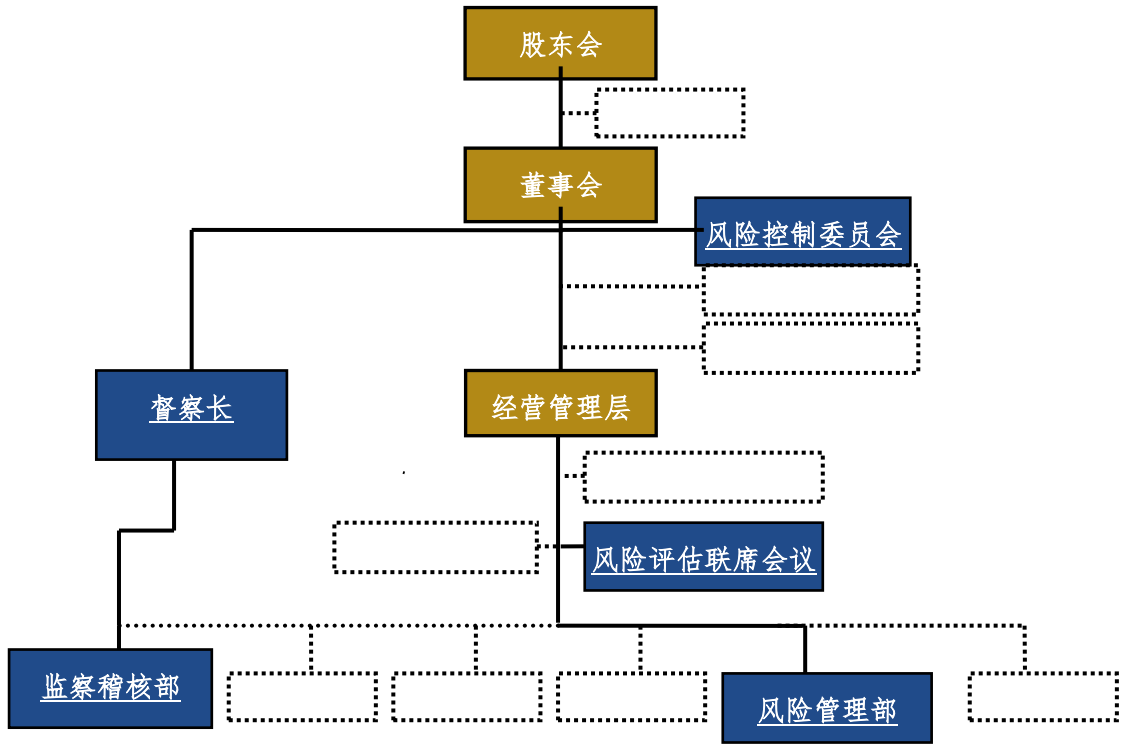 股东会
董事会
风险控制委员会
督察长
经营管理层
风险评估联席会议
监察稽核部
风险管理部